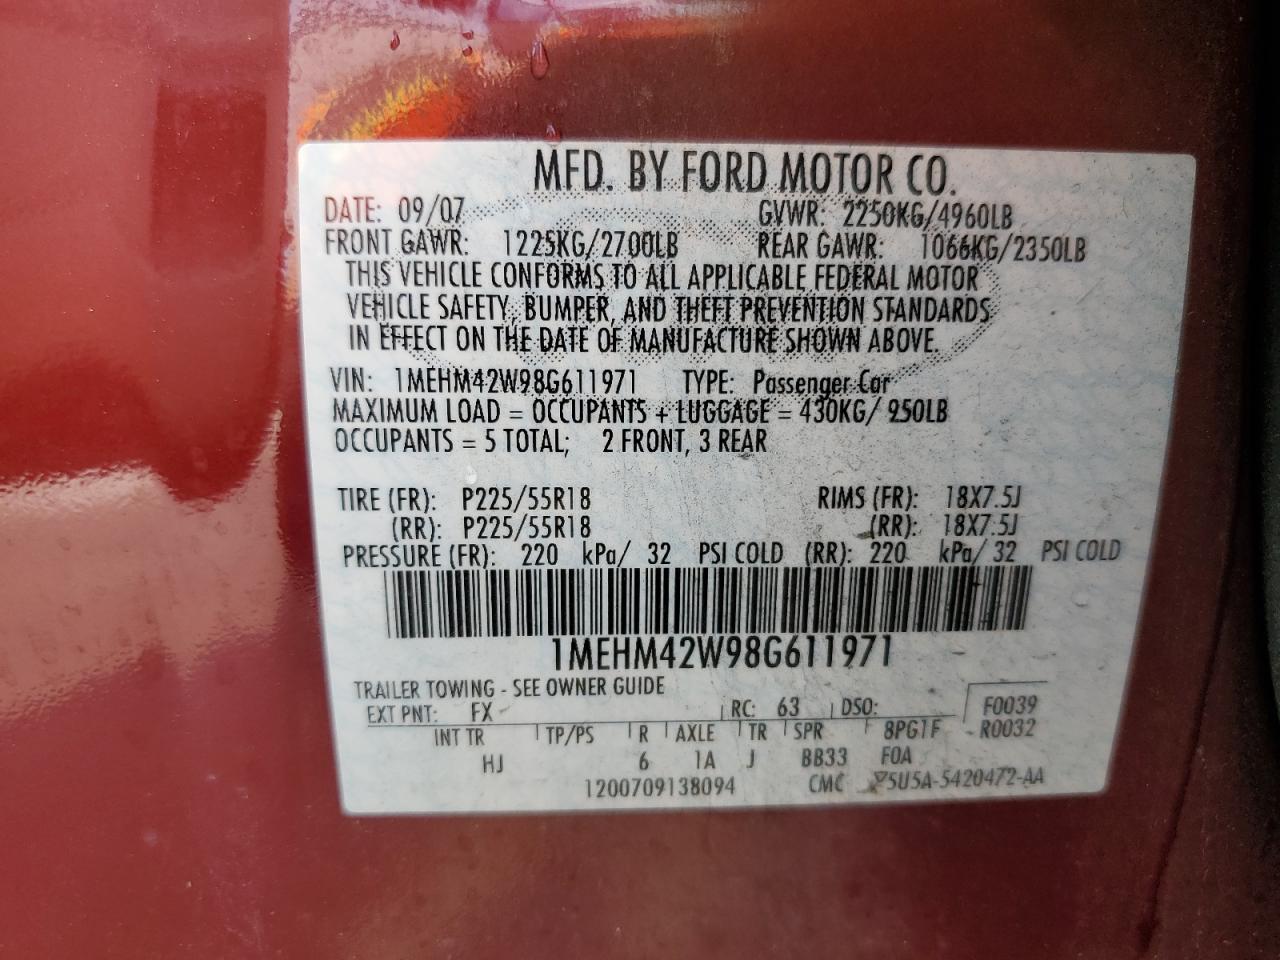 MFD. BY FORD MOTOR CO.
DATE: 09/07 GVWR: 2250KG/4960LB
FRONT GAWR: 1225KG/2700LB REAR GAWR: 1066KG/2350LB
THIS VEHICLE CONFORMS TO ALL APPLICABLE FEDERAL MOTOR
VEHICLE SAFETY, BUMPER, AND THEFT PREVENTION STANDARDS
IN EFFECT ON THE DATE OF MANUFACTURE SHOWN ABOVE.
VIN: 1MEHM42W98G611971 TYPE: Passenger Car
MAXIMUM LOAD = OCCUPANTS + LUGGAGE = 430KG/ 950LB
OCCUPANTS = 5 TOTAL; 2 FRONT, 3 REAR
TIRE (FR): P225/55R18 RIMS (FR): 18X7.5J
(RR): P225/55R18 (RR): 18X7.5J
PRESSURE (FR): 220 kPa/ 32 PSI COLD (RR): 220 kPa/ 32 PSI COLD
1MEHM42W98G611971
TRAILER TOWING - SEE OWNER GUIDE
EXT PNT: FX RC: 63 DSO: F0039
INT TR TP/PS R AXLE TR SPR 8PG1F R0032
HJ 6 1A J BB33 F0A
1200709138094 CMC 5U5A-5420472-AA